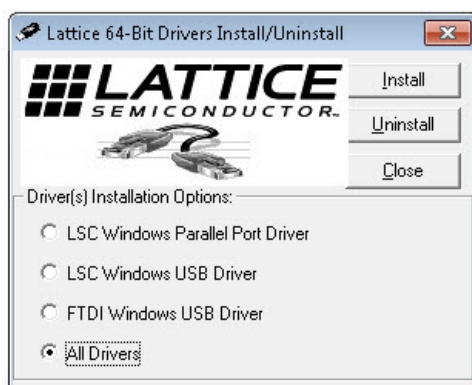 Lattice 64-Bit Drivers Install/Uninstall
LATTICE
SEMICONDUCTOR™
Install
Uninstall
Close
Driver(s) Installation Options:
LSC Windows Parallel Port Driver
LSC Windows USB Driver
FTDI Windows USB Driver
All Drivers